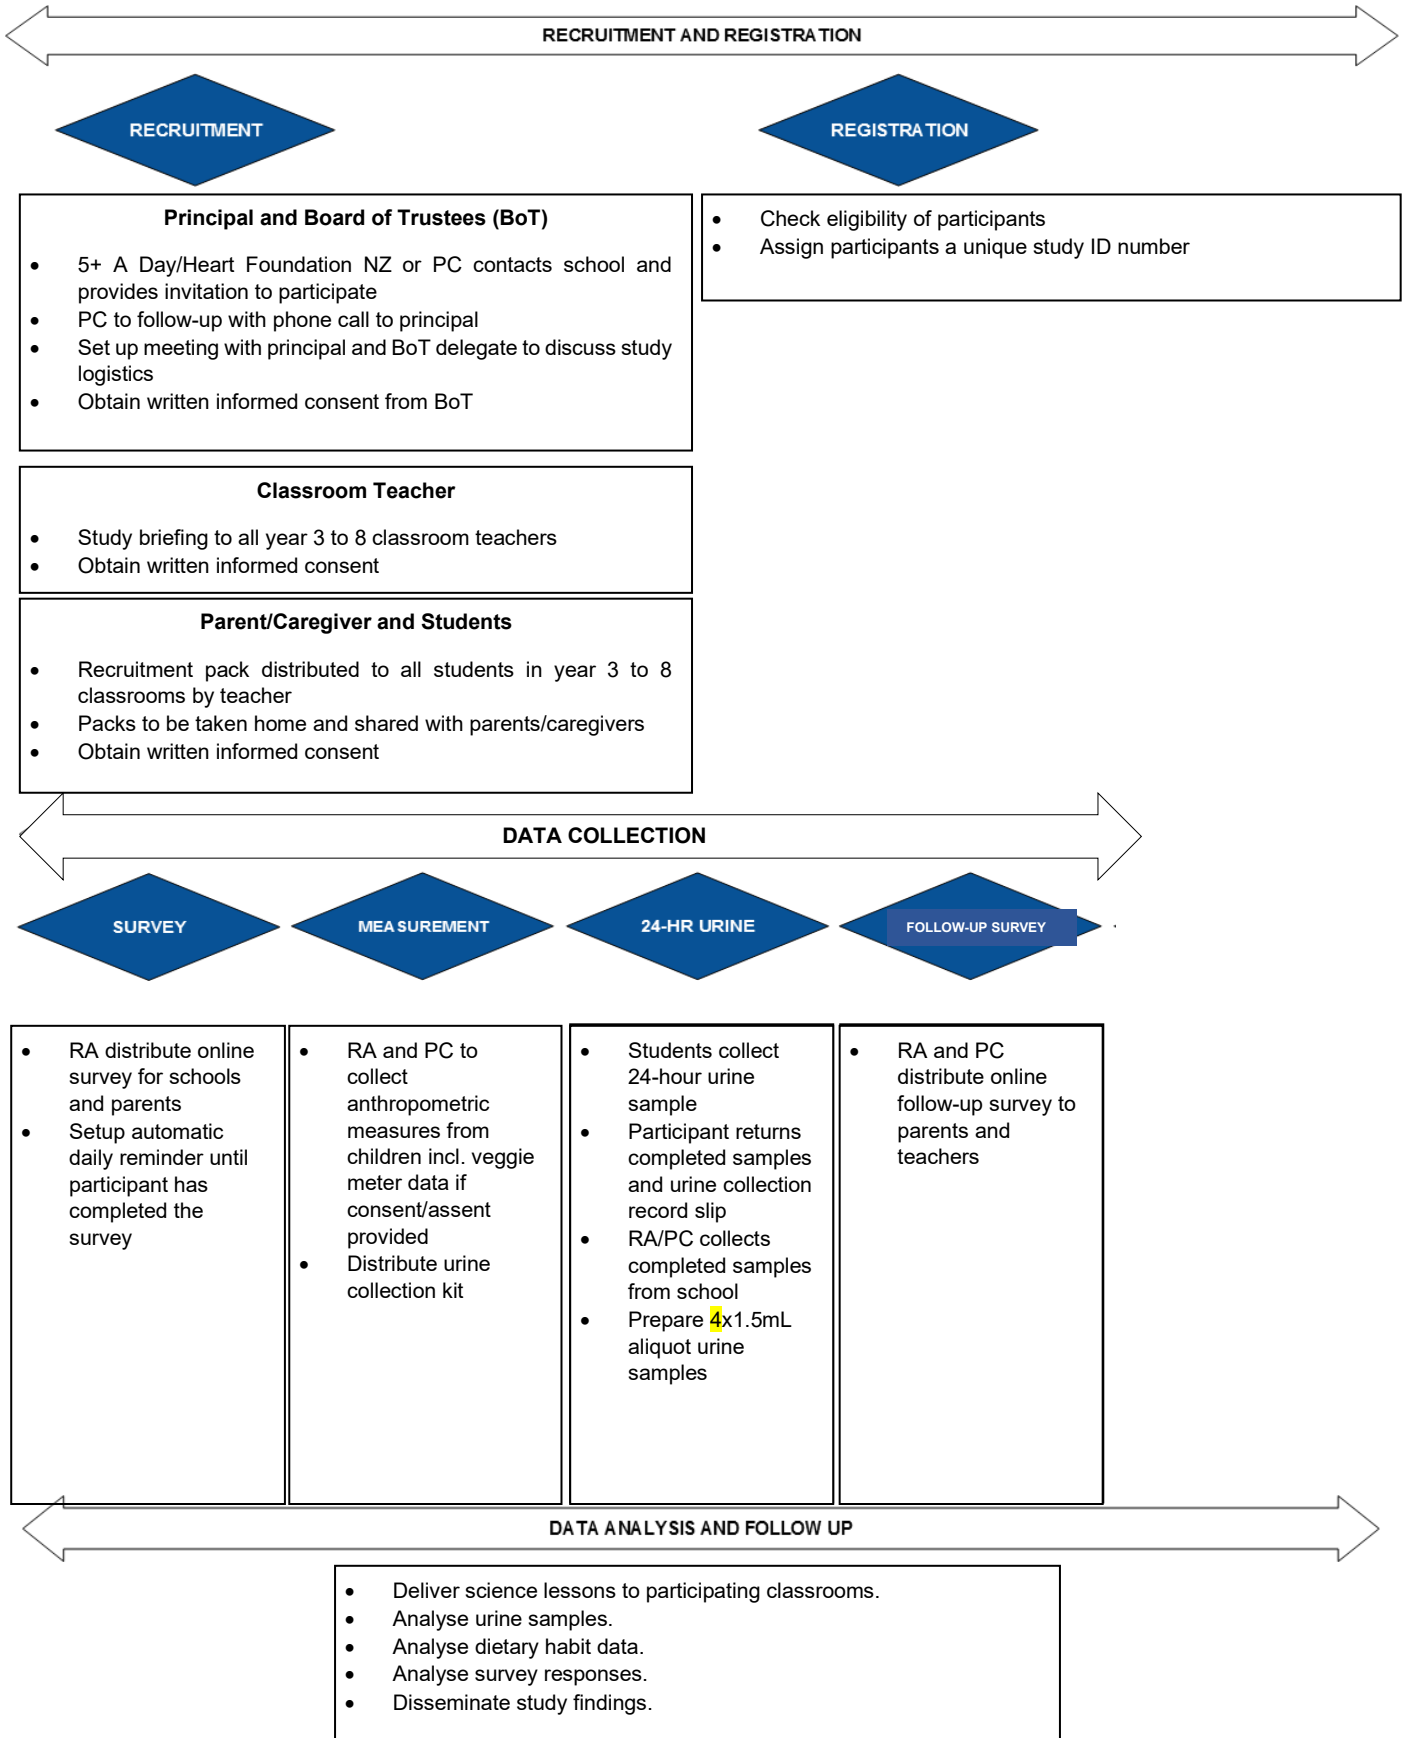 RECRUITMENT AND REGISTRATION
RECRUITMENT
REGISTRATION
Principal and Board of Trustees (BoT)
• 5+ A Day/Heart Foundation NZ or PC contacts school and
provides invitation to participate
• PC to follow-up with phone call to principal
• Set up meeting with principal and BoT delegate to discuss study
logistics
• Obtain written informed consent from BoT
• Check eligibility of participants
• Assign participants a unique study ID number
Classroom Teacher
• Study briefing to all year 3 to 8 classroom teachers
• Obtain written informed consent
Parent/Caregiver and Students
• Recruitment pack distributed to all students in year 3 to 8
classrooms by teacher
• Packs to be taken home and shared with parents/caregivers
• Obtain written informed consent
DATA COLLECTION
SURVEY
MEASUREMENT
24-HR URINE
FOLLOW-UP SURVEY
• RA distribute online
survey for schools
and parents
• Setup automatic
daily reminder until
participant has
completed the
survey
• RA and PC to
collect
anthropometric
measures from
children incl. veggie
meter data if
consent/assent
provided
• Distribute urine
collection kit
• Students collect
24-hour urine
sample
• Participant returns
completed samples
and urine collection
record slip
• RA/PC collects
completed samples
from school
• Prepare 4x1.5mL
aliquot urine
samples
• RA and PC
distribute online
follow-up survey to
parents and
teachers
DATA ANALYSIS AND FOLLOW UP
• Deliver science lessons to participating classrooms.
• Analyse urine samples.
• Analyse dietary habit data.
• Analyse survey responses.
• Disseminate study findings.